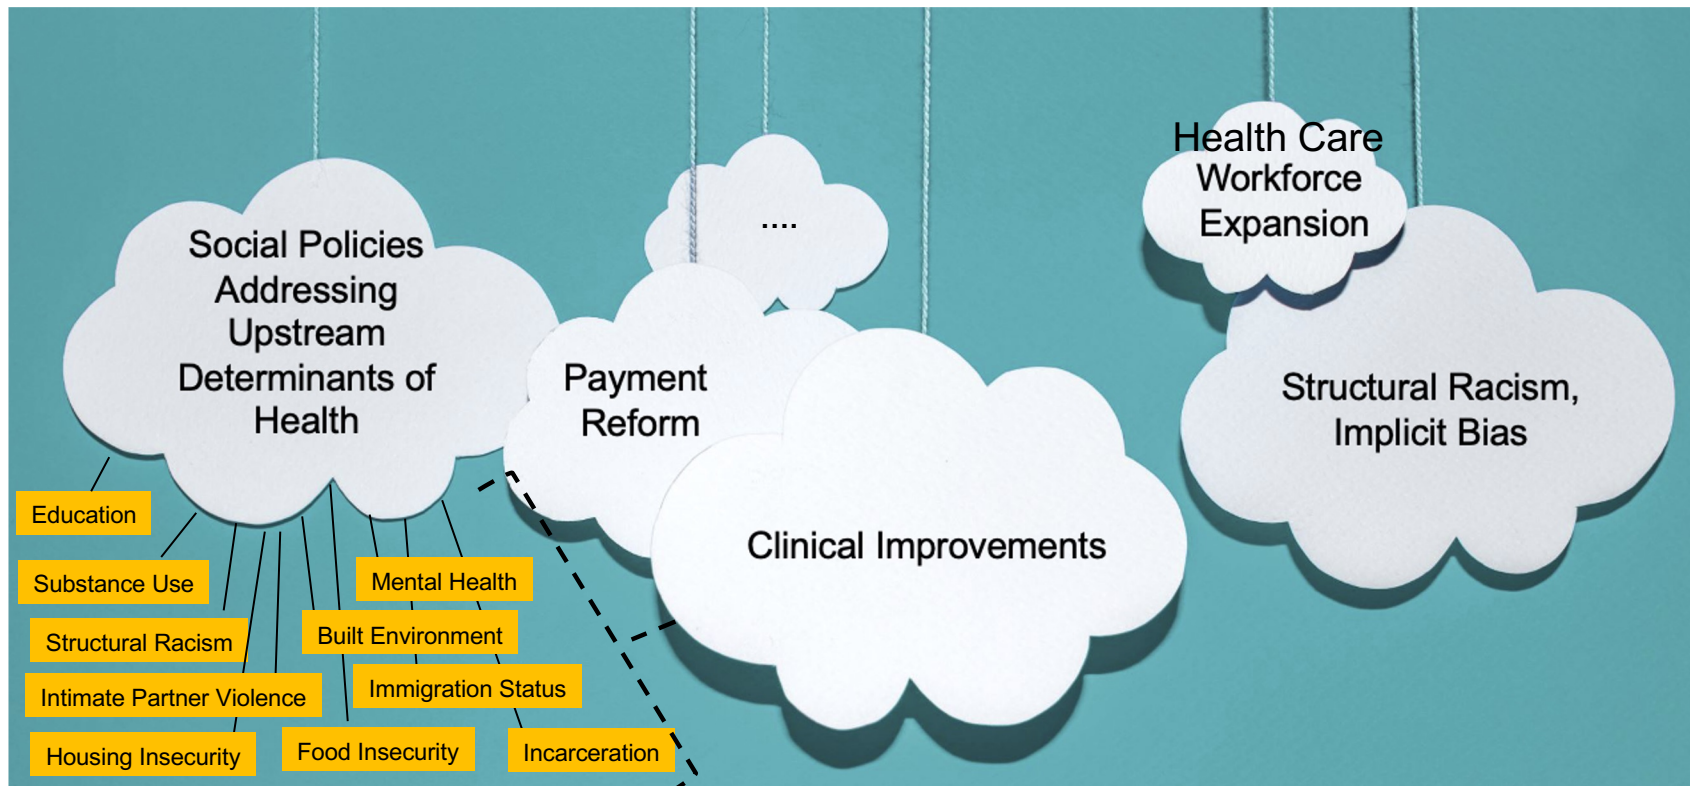 Social Policies
Addressing
Upstream
Determinants of
Health
....
Payment
Reform
Clinical Improvements
Health Care
Workforce
Expansion
Structural Racism,
Implicit Bias
Education
Substance Use
Structural Racism
Intimate Partner Violence
Housing Insecurity
Mental Health
Built Environment
Immigration Status
Food Insecurity
Incarceration